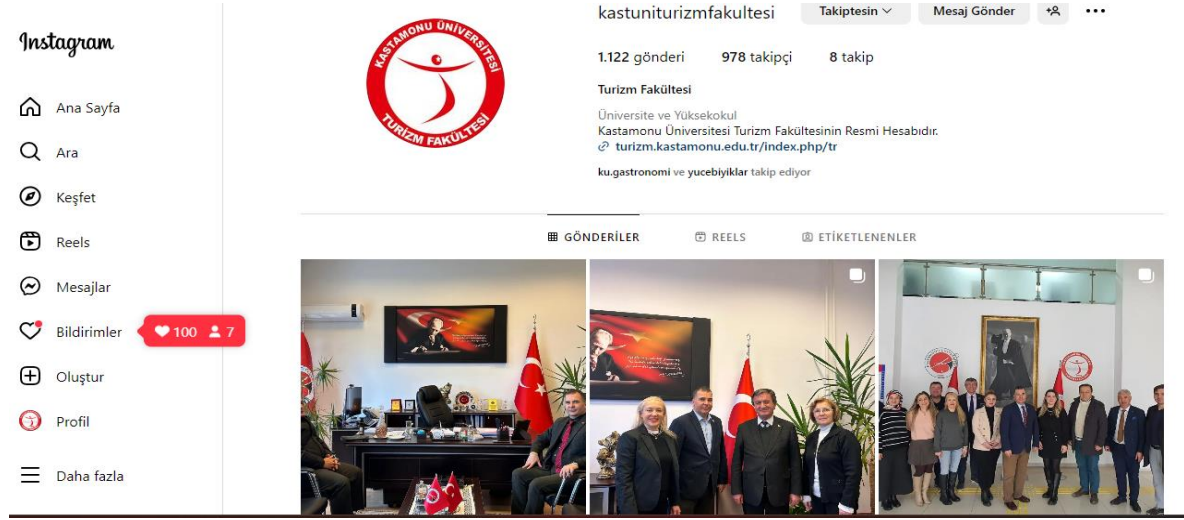 Instagram
Ana Sayfa
Ara
Keşfet
Reels
Mesajlar
Bildirimler
100 7
Oluştur
Profil
Daha fazla
KASTAMONU ÜNİVERSİTESİ
TURİZM FAKÜLTESİ
kastuniturizmfakultesi Takiptesin Mesaj Gönder
1.122 gönderi 978 takipçi 8 takip
Turizm Fakültesi
Üniversite ve Yüksekokul
Kastamonu Üniversitesi Turizm Fakültesinin Resmi Hesabıdır.
turizm.kastamonu.edu.tr/index.php/tr
ku.gastronomi ve yucebiyiklar takip ediyor
GÖNDERİLER REELS ETİKETLENENLER